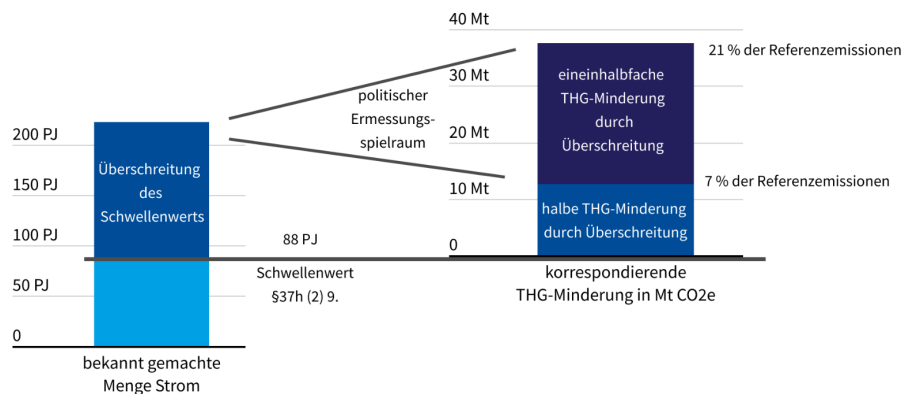 200 PJ
150 PJ
100 PJ
50 PJ
0
Überschreitung
des
Schwellenwerts
bekannt gemachte
Menge Strom
88 PJ
Schwellenwert
§37h (2) 9.
politischer
Ermessungs-
spielraum
40 Mt
30 Mt
20 Mt
10 Mt
0
eineinhalbfache
THG-Minderung
durch
Überschreitung
halbe THG-Minderung
durch Überschreitung
21 % der Referenzemissionen
7 % der Referenzemissionen
korrespondierende
THG-Minderung in Mt CO2e